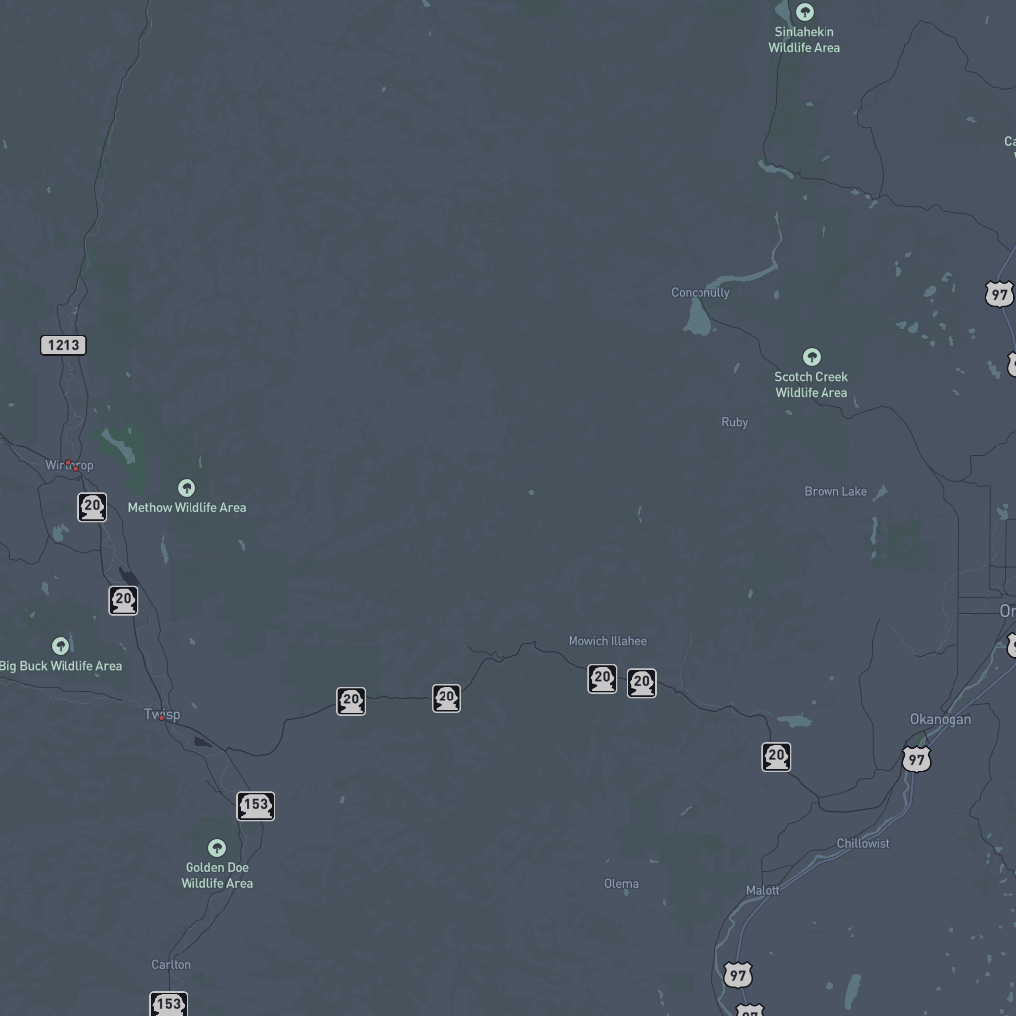 Sinlahekin
Wildlife Area
Ca
97
Conconully
1213
Scotch Creek
Wildlife Area
Ruby
Winthrop
Brown Lake
20
Methow Wildlife Area
20
Mowich Illahee
Big Buck Wildlife Area
20
20
20
20
Twisp
Okanogan
20
97
153
Chillowist
Golden Doe
Wildlife Area
Olema
Malott
Carlton
97
153
97